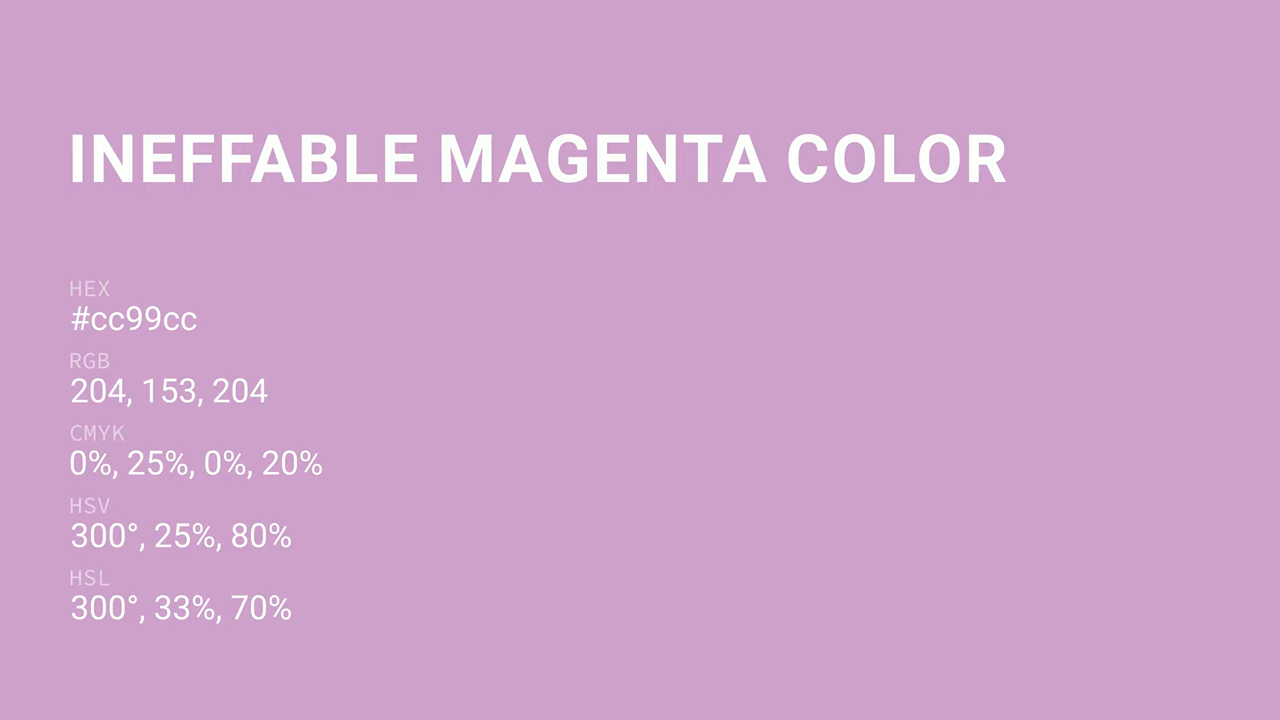 INEFFABLE MAGENTA COLOR
HEX
#cc99cc
RGB
204, 153, 204
CMYK
0%, 25%, 0%, 20%
HSV
300°, 25%, 80%
HSL
300°, 33%, 70%